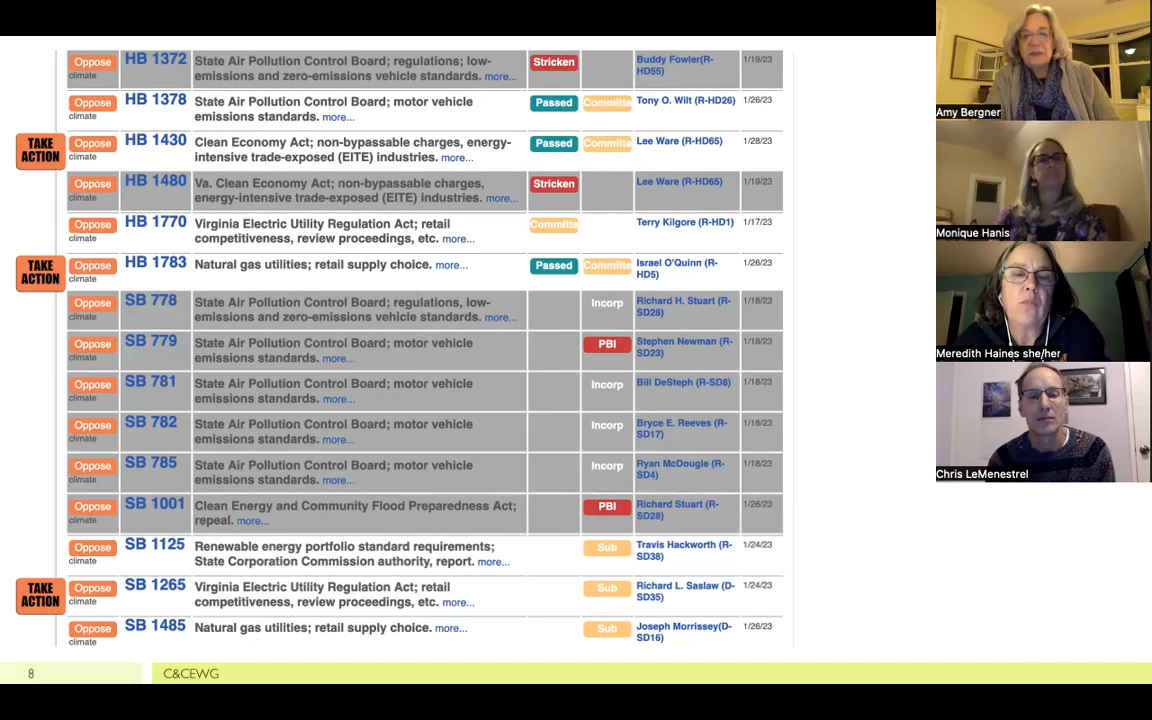 Oppose HB 1372 State Air Pollution Control Board; regulations; low- Stricken Buddy Fowler(R- 1/19/23
climate emissions and zero-emissions vehicle standards. more... HD55)
Oppose HB 1378 State Air Pollution Control Board; motor vehicle Passed Committe Tony O. Wilt (R-HD26) 1/26/23
climate emissions standards. more...
TAKE ACTION Oppose HB 1430 Clean Economy Act; non-bypassable charges, energy- Passed Committe Lee Ware (R-HD65) 1/28/23
climate intensive trade-exposed (EITE) industries. more...
Oppose HB 1480 Va. Clean Economy Act; non-bypassable charges, Stricken Lee Ware (R-HD65) 1/19/23
climate energy-intensive trade-exposed (EITE) industries. more...
Oppose HB 1770 Virginia Electric Utility Regulation Act; retail Committe Terry Kilgore (R-HD1) 1/17/23
climate competitiveness, review proceedings, etc. more...
TAKE ACTION Oppose HB 1783 Natural gas utilities; retail supply choice. more... Passed Committe Israel O'Quinn (R- 1/26/23
climate HD5)
Oppose SB 778 State Air Pollution Control Board; regulations, low- Incorp Richard H. Stuart (R- 1/18/23
climate emissions and zero-emissions vehicle standards. more... SD28)
Oppose SB 779 State Air Pollution Control Board; motor vehicle PBI Stephen Newman (R- 1/18/23
climate emissions standards. more... SD23)
Oppose SB 781 State Air Pollution Control Board; motor vehicle Incorp Bill DeSteph (R-SD8) 1/18/23
climate emissions standards. more...
Oppose SB 782 State Air Pollution Control Board; motor vehicle Incorp Bryce E. Reeves (R- 1/18/23
climate emissions standards. more... SD17)
Oppose SB 785 State Air Pollution Control Board; motor vehicle Incorp Ryan McDougle (R- 1/18/23
climate emissions standards. more... SD4)
Oppose SB 1001 Clean Energy and Community Flood Preparedness Act; PBI Richard Stuart (R- 1/26/23
climate repeal. more... SD28)
Oppose SB 1125 Renewable energy portfolio standard requirements; Sub Travis Hackworth (R- 1/24/23
climate State Corporation Commission authority, report. more... SD38)
TAKE ACTION Oppose SB 1265 Virginia Electric Utility Regulation Act; retail Sub Richard L. Saslaw (D- 1/24/23
climate competitiveness, review proceedings, etc. more... SD35)
Oppose SB 1485 Natural gas utilities; retail supply choice. more... Sub Joseph Morrissey(D- 1/26/23
climate SD16)
8 C&CEWG
Amy Bergner
Monique Hanis
Meredith Haines she/her
Chris LeMenestrel